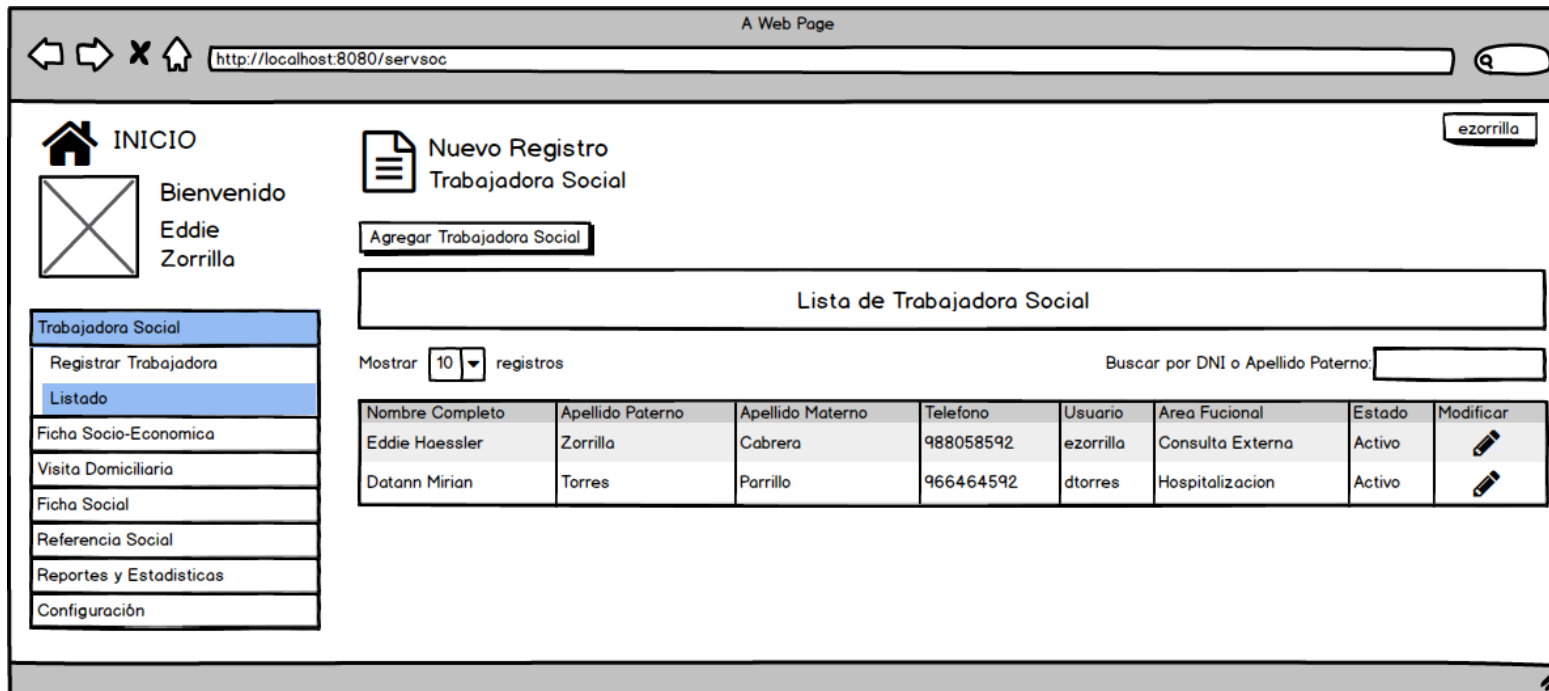 A Web Page
http://localhost:8080/servsoc
INICIO
Bienvenido
Eddie
Zorrilla
Trabajadora Social
Registrar Trabajadora
Listado
Ficha Socio-Economica
Visita Domiciliaria
Ficha Social
Referencia Social
Reportes y Estadisticas
Configuración
ezorrilla
Nuevo Registro
Trabajadora Social
Agregar Trabajadora Social
Lista de Trabajadora Social
Mostrar 10 registros Buscar por DNI o Apellido Paterno:
Nombre Completo Apellido Paterno Apellido Materno Telefono Usuario Area Fucional Estado Modificar
Eddie Haessler Zorrilla Cabrera 988058592 ezorrilla Consulta Externa Activo
Datann Mirian Torres Parrillo 966464592 dtorres Hospitalizacion Activo